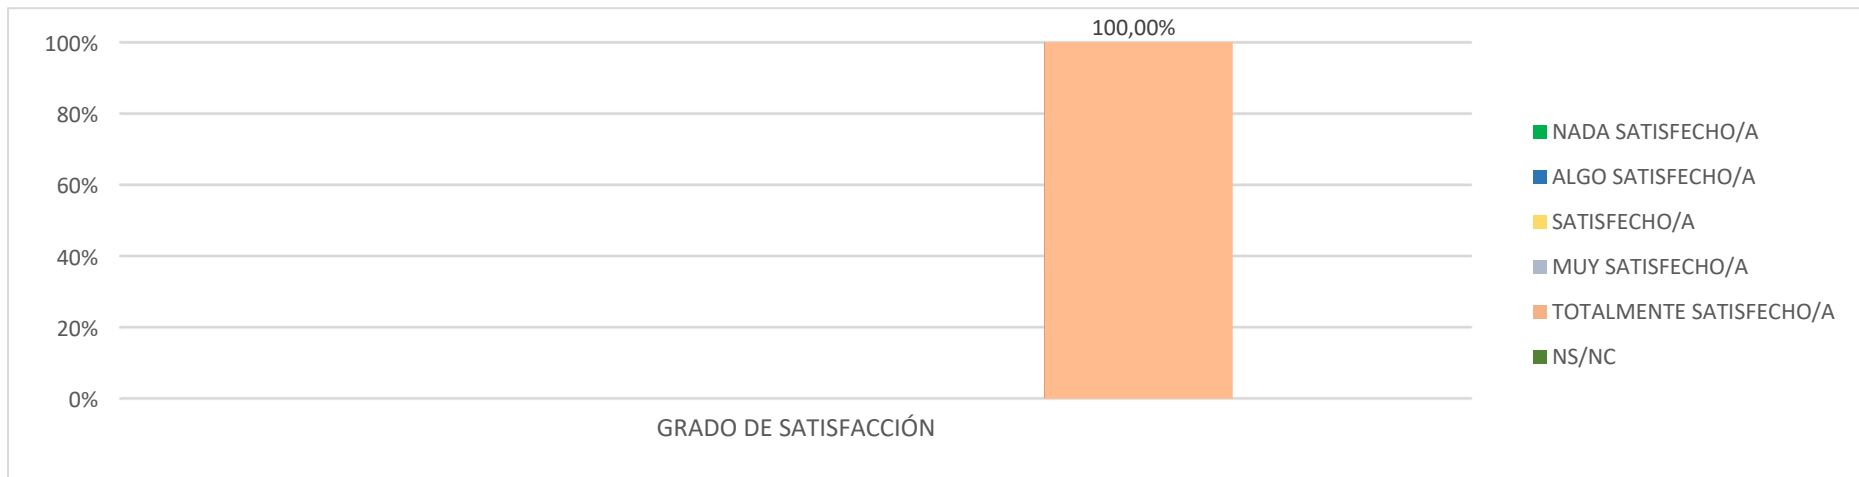 100,00%
100%
80%
60%
40%
20%
0%
GRADO DE SATISFACCIÓN
NADA SATISFECHO/A
ALGO SATISFECHO/A
SATISFECHO/A
MUY SATISFECHO/A
TOTALMENTE SATISFECHO/A
NS/NC